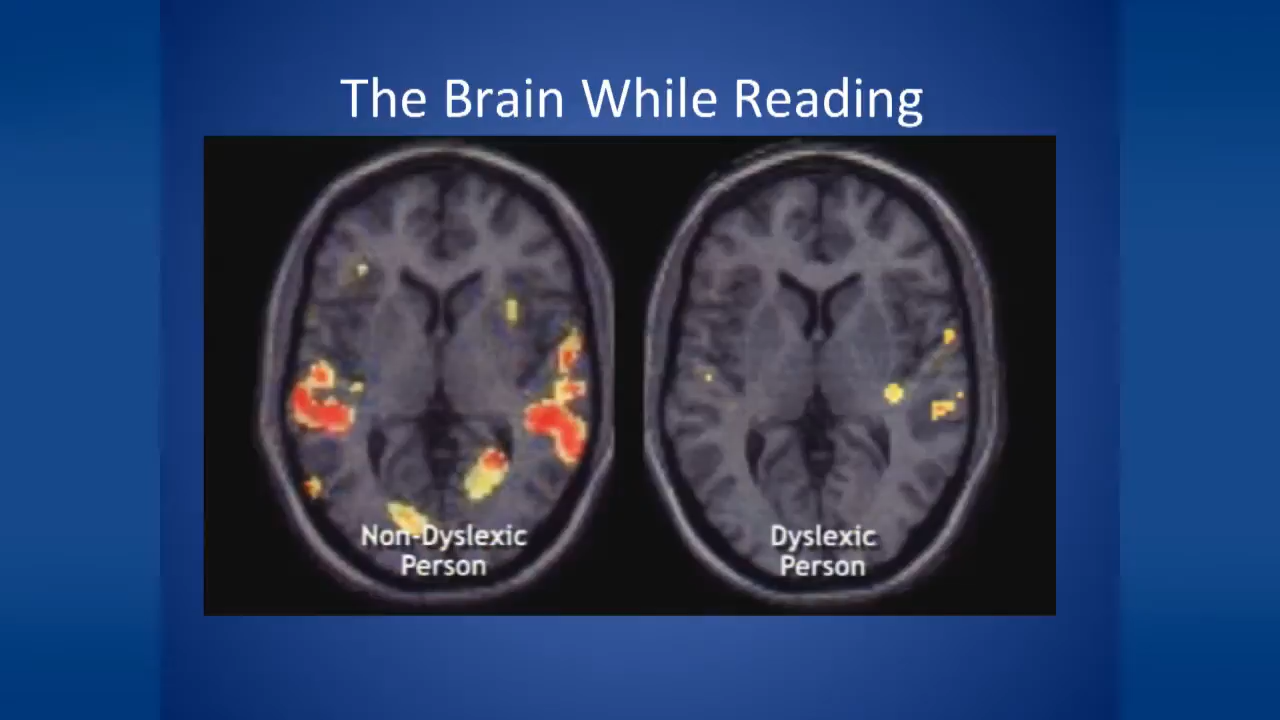 The Brain While Reading
Non-Dyslexic
Person
Dyslexic
Person